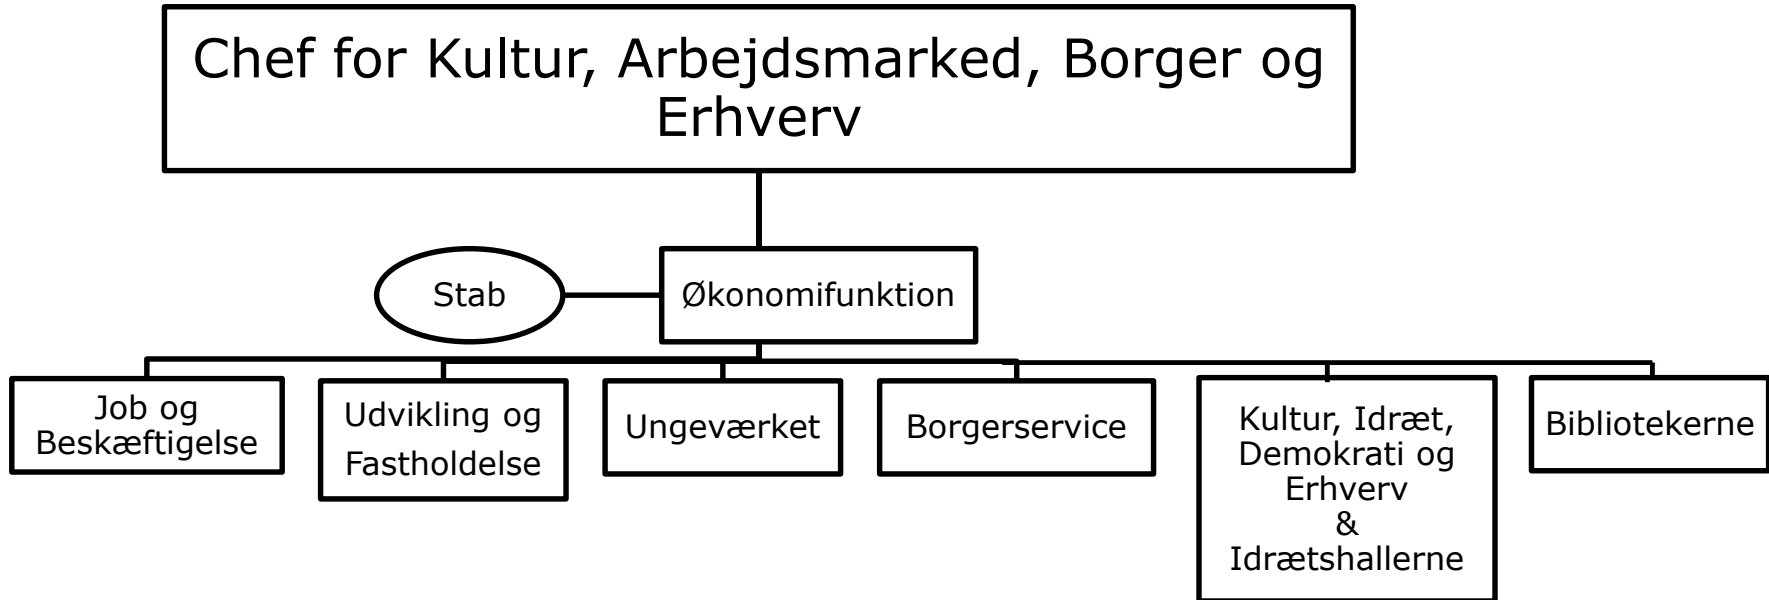 Chef for Kultur, Arbejdsmarked, Borger og
Erhverv
Stab
Økonomifunktion
Job og
Beskæftigelse
Udvikling og
Fastholdelse
Ungeværket
Borgerservice
Kultur, Idræt,
Demokrati og
Erhverv
&
Idrætshallerne
Bibliotekerne